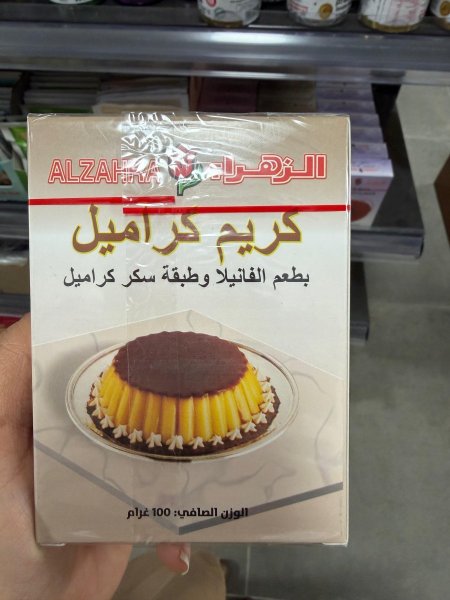 ALZAHRA الزهراء
كريم كراميل
بطعم الفانيلا وطبقة سكر كراميل
الوزن الصافي: 100 غرام